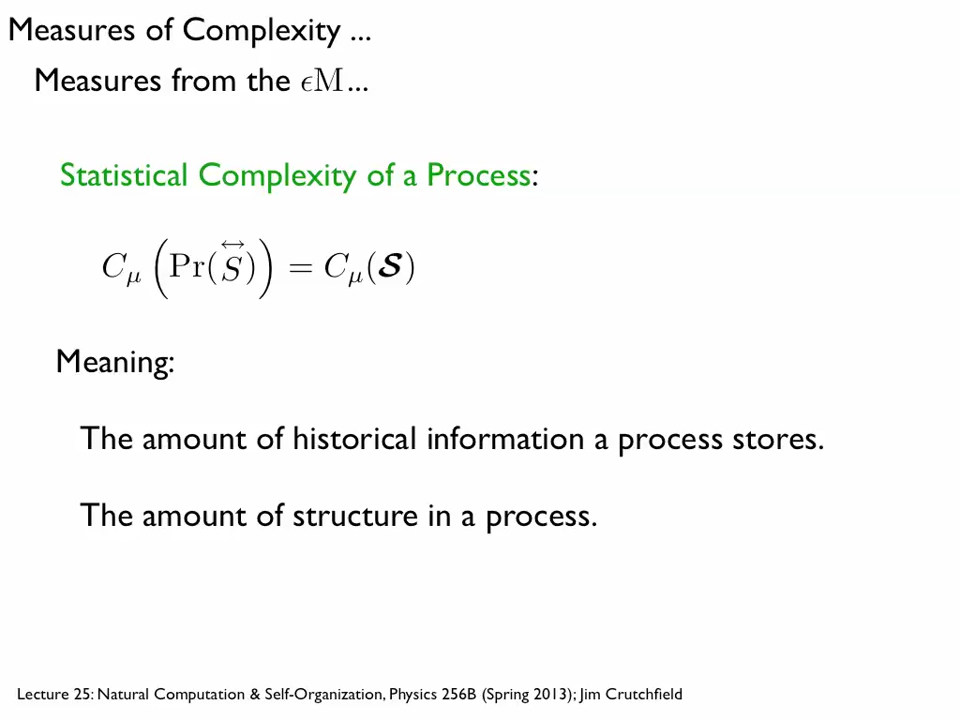 Measures of Complexity ...
Measures from the ϵM...
Statistical Complexity of a Process:
C_μ (Pr(\overset{↔}{S})) = C_μ(𝓢)
Meaning:
The amount of historical information a process stores.
The amount of structure in a process.
Lecture 25: Natural Computation & Self-Organization, Physics 256B (Spring 2013); Jim Crutchfield